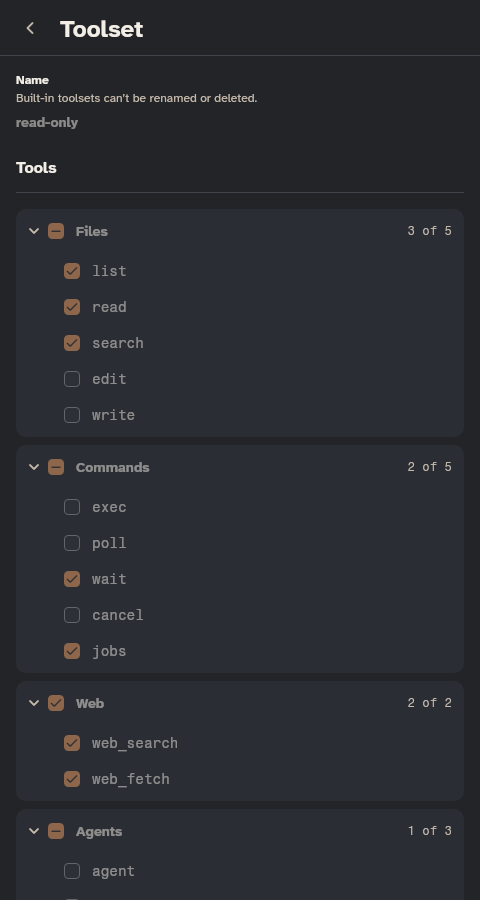 Toolset
Name
Built-in toolsets can't be renamed or deleted.
read-only
Tools
Files 3 of 5
list
read
search
edit
write
Commands 2 of 5
exec
poll
wait
cancel
jobs
Web 2 of 2
web_search
web_fetch
Agents 1 of 3
agent